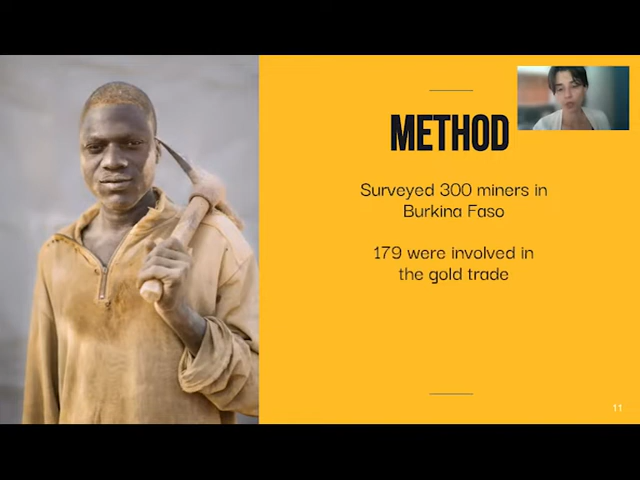 METHOD
Surveyed 300 miners in
Burkina Faso
179 were involved in
the gold trade
11